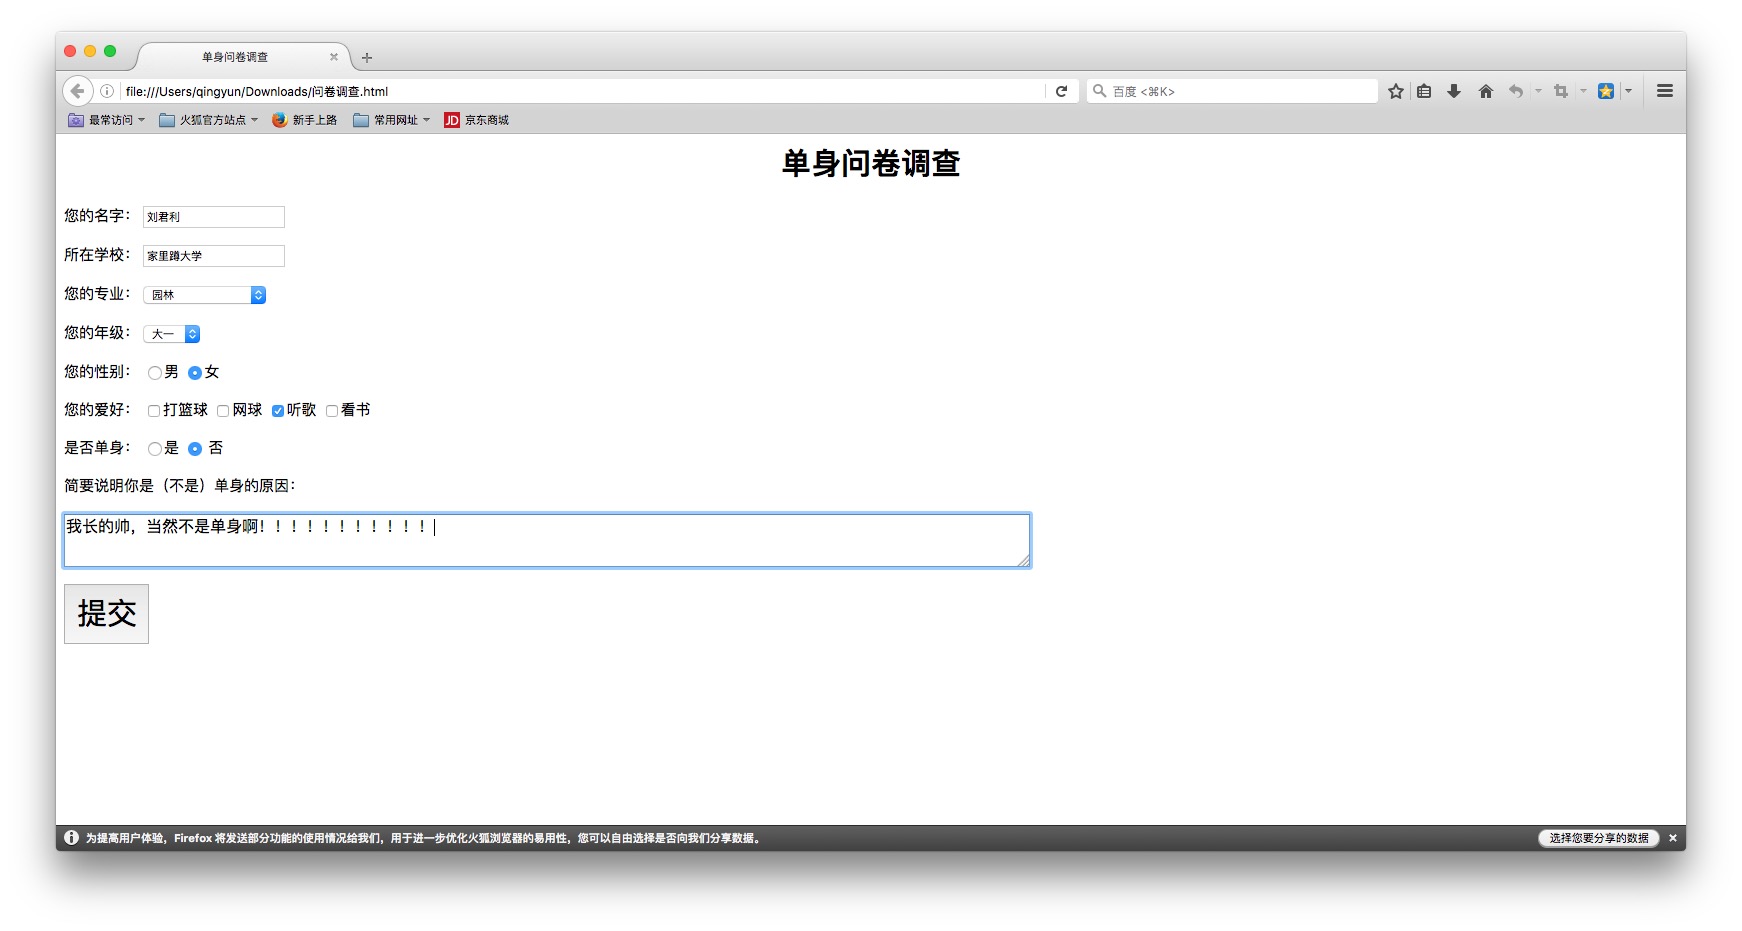 单身问卷调查
file:///Users/qingyun/Downloads/问卷调查.html
百度 <⌘K>
最常访问 火狐官方站点 新手上路 常用网址 JD 京东商城
单身问卷调查
您的名字： 刘君利
所在学校： 家里蹲大学
您的专业： 园林
您的年级： 大一
您的性别： 男 女
您的爱好： 打篮球 网球 听歌 看书
是否单身： 是 否
简要说明你是（不是）单身的原因：
我长的帅，当然不是单身啊！！！！！！！！！！！
提交
为提高用户体验，Firefox 将发送部分功能的使用情况给我们，用于进一步优化火狐浏览器的易用性，您可以自由选择是否向我们分享数据。 选择您要分享的数据